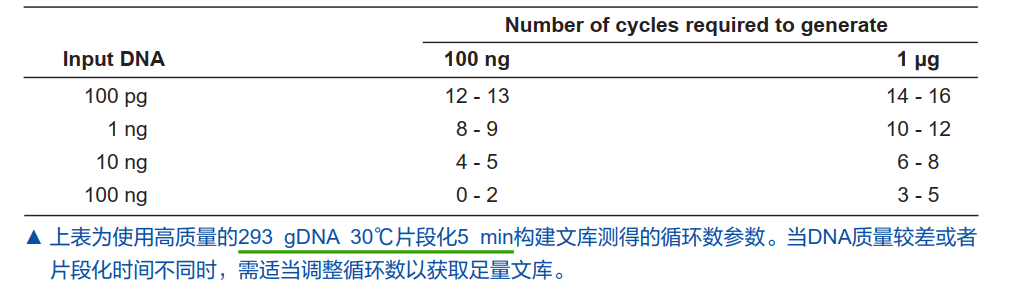 Number of cycles required to generate
Input DNA 100 ng 1 μg
100 pg 12 - 13 14 - 16
1 ng 8 - 9 10 - 12
10 ng 4 - 5 6 - 8
100 ng 0 - 2 3 - 5
▲ 上表为使用高质量的293 gDNA 30℃片段化5 min构建文库测得的循环数参数。当DNA质量较差或者
片段化时间不同时，需适当调整循环数以获取足量文库。